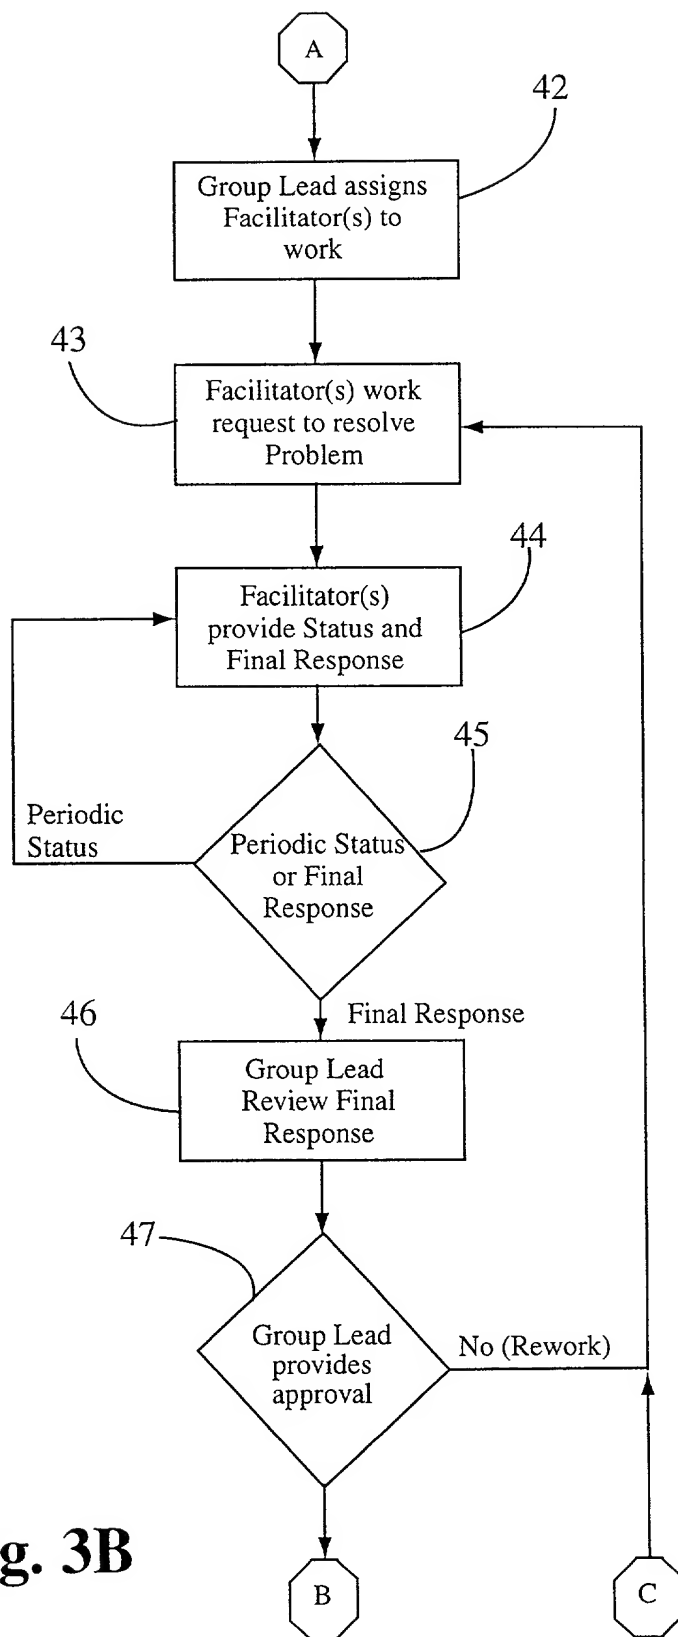 A
42
Group Lead assigns
Facilitator(s) to
work
43
Facilitator(s) work
request to resolve
Problem
44
Facilitator(s)
provide Status and
Final Response
45
Periodic
Status
Periodic Status
or Final
Response
Final Response
46
Group Lead
Review Final
Response
47
Group Lead
provides
approval
No (Rework)
g. 3B
B
C